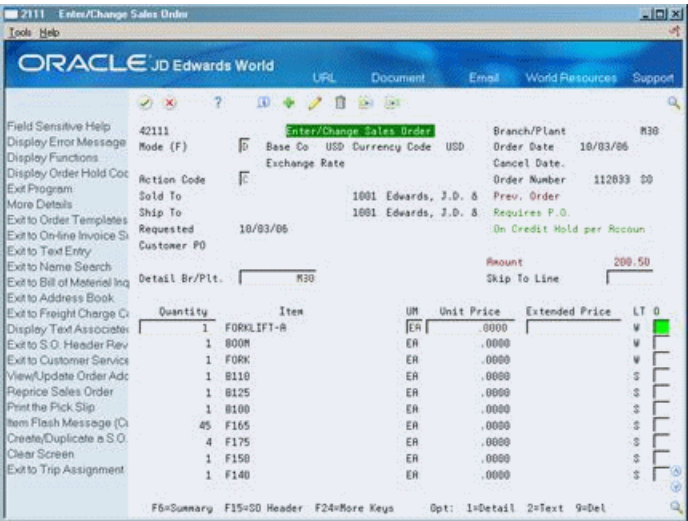 2111 Enter/Change Sales Order
Tools Help
ORACLE JD Edwards World
URL Document Email World Resources Support
Field Sensitive Help
Display Error Message
Display Functions
Display Order Hold Coc
Exit Program
More Details
Exit to Order Templates
Exit to On-line Invoice Su
Exit to Text Entry
Exit to Name Search
Exit to Bill of Material Inq
Exit to Address Book
Exit to Freight Charge Ca
Display Text Associated
Exit to S.O. Header Rev
Exit to Customer Service
View/Update Order Add
Reprice Sales Order
Print the Pick Slip
Item Flash Message (Cu
Create/Duplicate a S.O.
Clear Screen
Exit to Trip Assignment
42111 Enter/Change Sales Order Branch/Plant M30
Mode (F) D Base Co USD Currency Code USD Order Date 10/03/06
Exchange Rate Cancel Date.
Action Code C Order Number 112033 SO
Sold To 1001 Edwards, J.D. & Prev. Order
Ship To 1001 Edwards, J.D. & Requires P.O.
Requested 10/03/06 On Credit Hold per Accoun
Customer PO
Amount 200.50
Detail Br/Plt. M30 Skip To Line
Quantity Item UM Unit Price Extended Price LT O
1 FORKLIFT-A EA .0000 W
1 BOOM EA .0000 W
1 FORK EA .0000 W
1 B110 EA .0000 S
1 B125 EA .0000 S
1 B100 EA .0000 S
45 F165 EA .0000 S
4 F175 EA .0000 S
1 F150 EA .0000 S
1 F140 EA .0000 S
F6=Summary F15=SO Header F24=More Keys Opt: 1=Detail 2=Text 9=Del